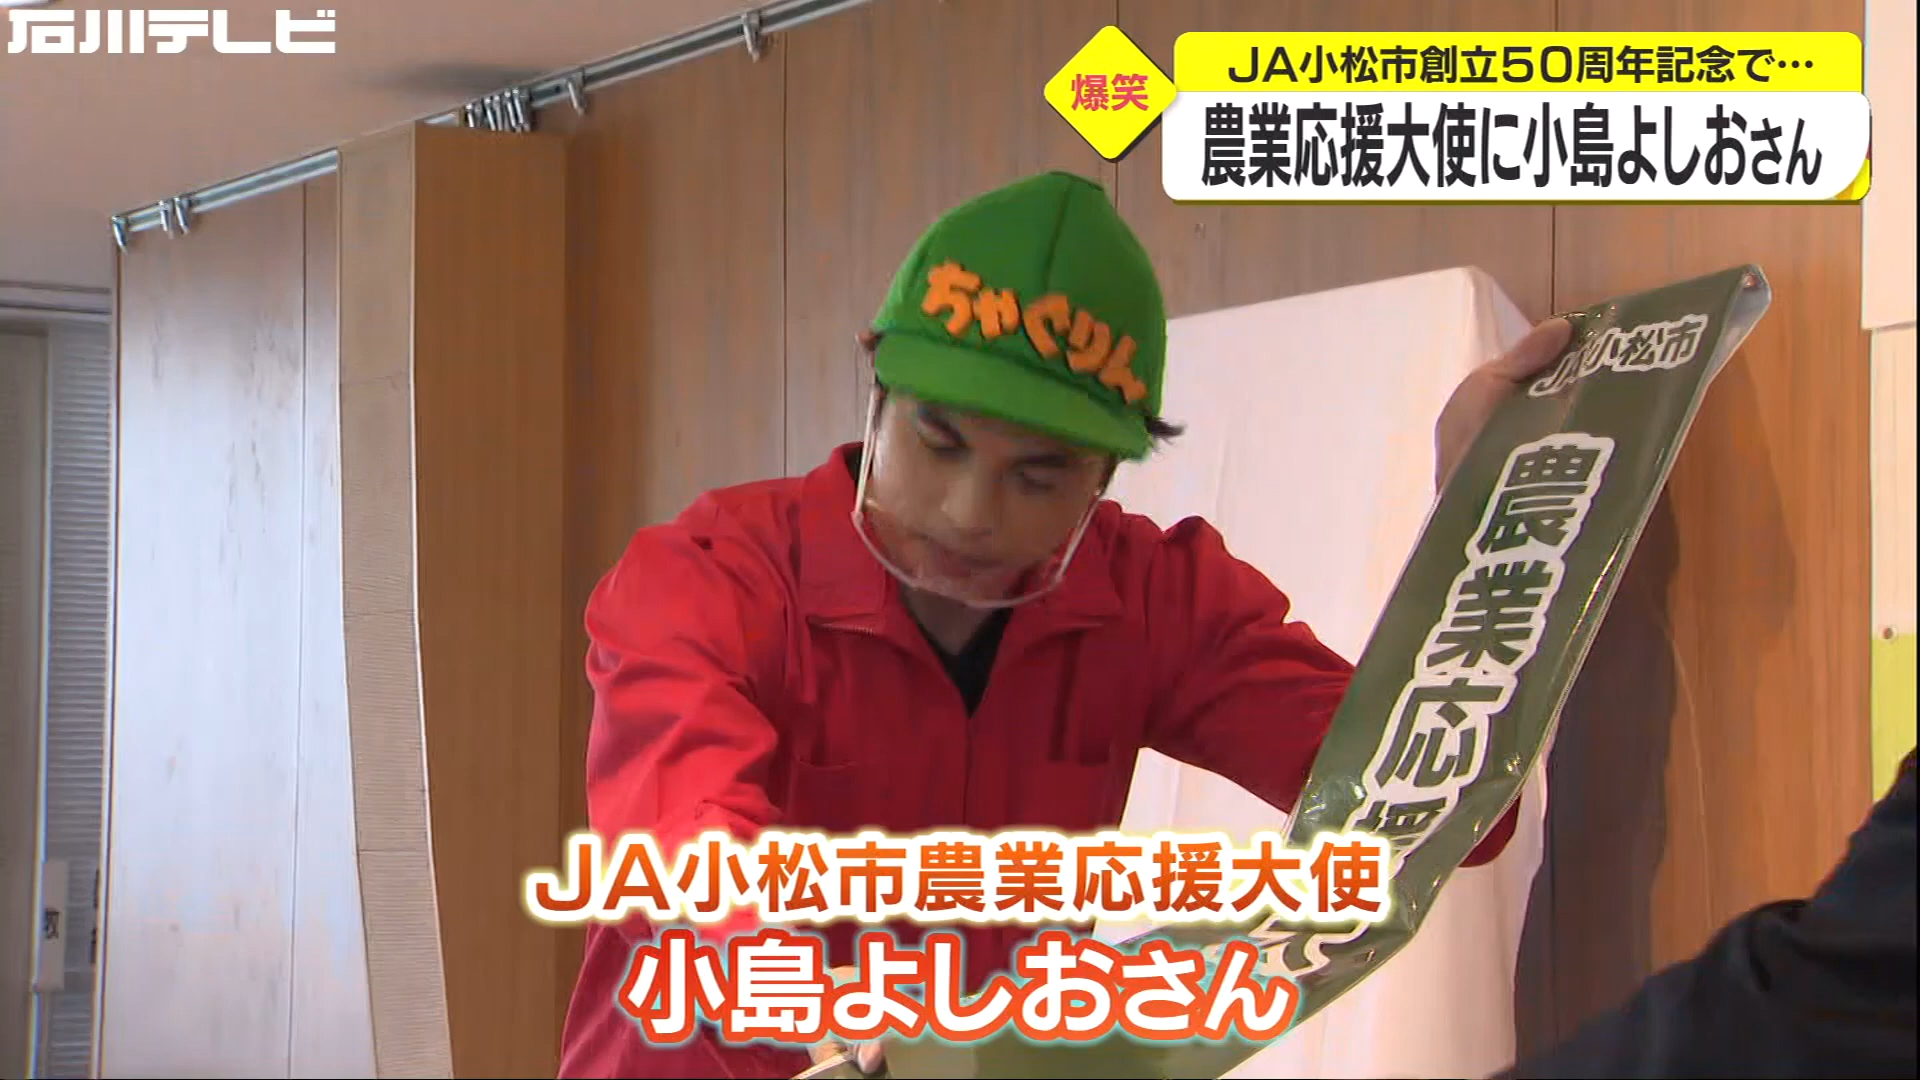 石川テレビ
爆笑
JA小松市創立50周年記念で…
農業応援大使に小島よしおさん
ちゃぐりん
JA小松市
農業応援大
JA小松市農業応援大使
小島よしおさん